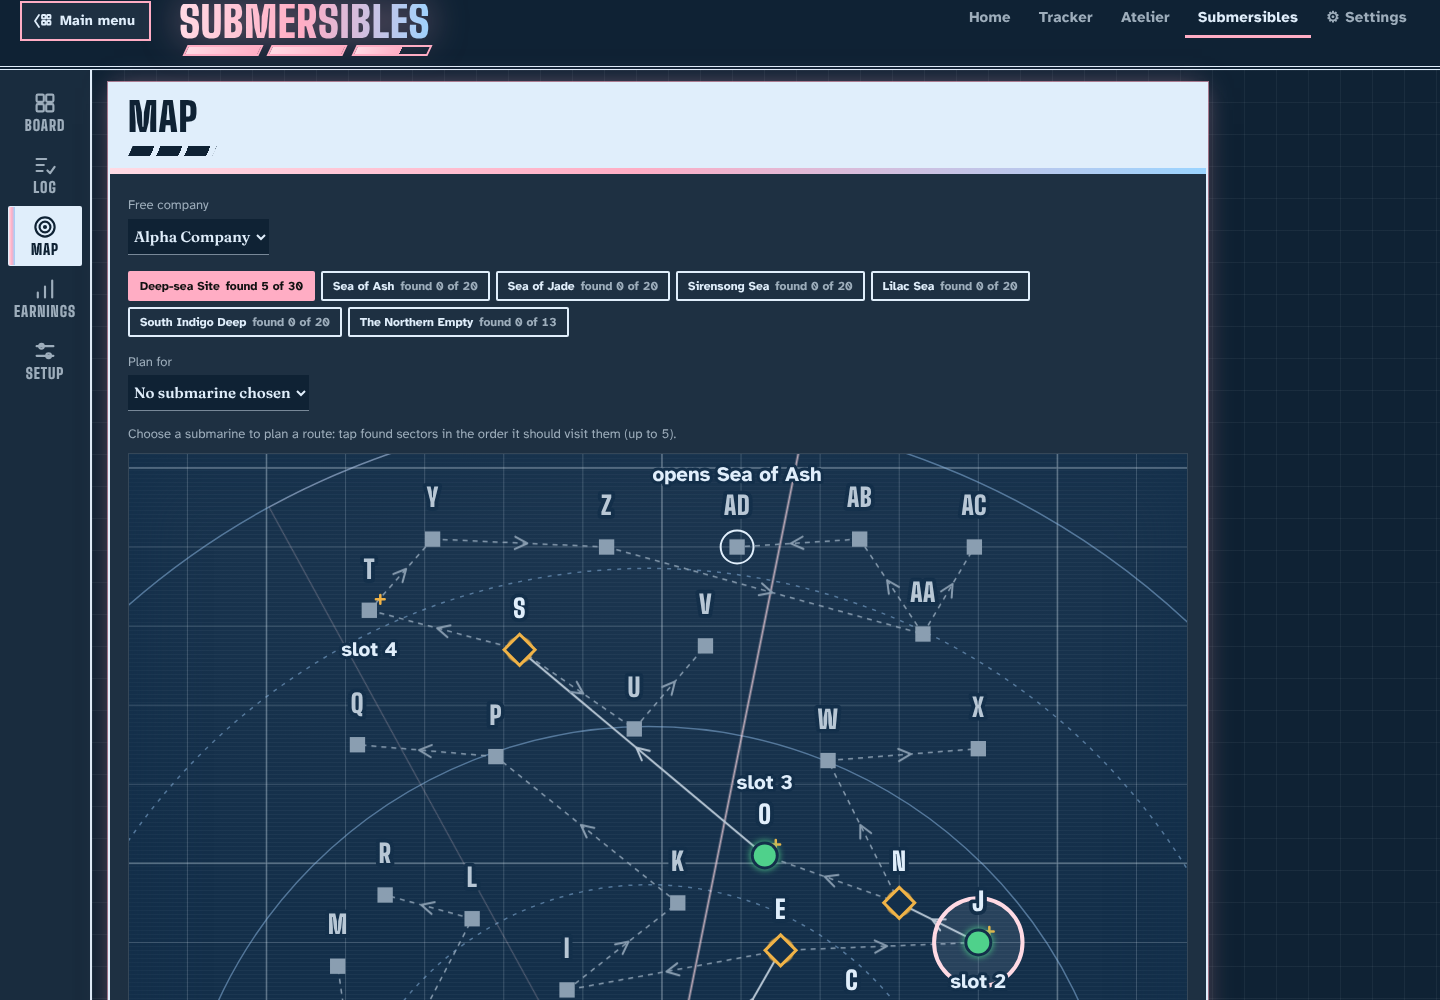 Main menu
SUBMERSIBLES
Home
Tracker
Atelier
Submersibles
Settings
BOARD
LOG
MAP
EARNINGS
SETUP
MAP
Free company
Alpha Company
Deep-sea Site found 5 of 30
Sea of Ash found 0 of 20
Sea of Jade found 0 of 20
Sirensong Sea found 0 of 20
Lilac Sea found 0 of 20
South Indigo Deep found 0 of 20
The Northern Empty found 0 of 13
Plan for
No submarine chosen
Choose a submarine to plan a route: tap found sectors in the order it should visit them (up to 5).
opens Sea of Ash
Y
Z
AD
AB
AC
T
S
V
AA
slot 4
Q
P
U
W
X
slot 3
O
R
L
K
N
M
I
E
J
C
slot 2